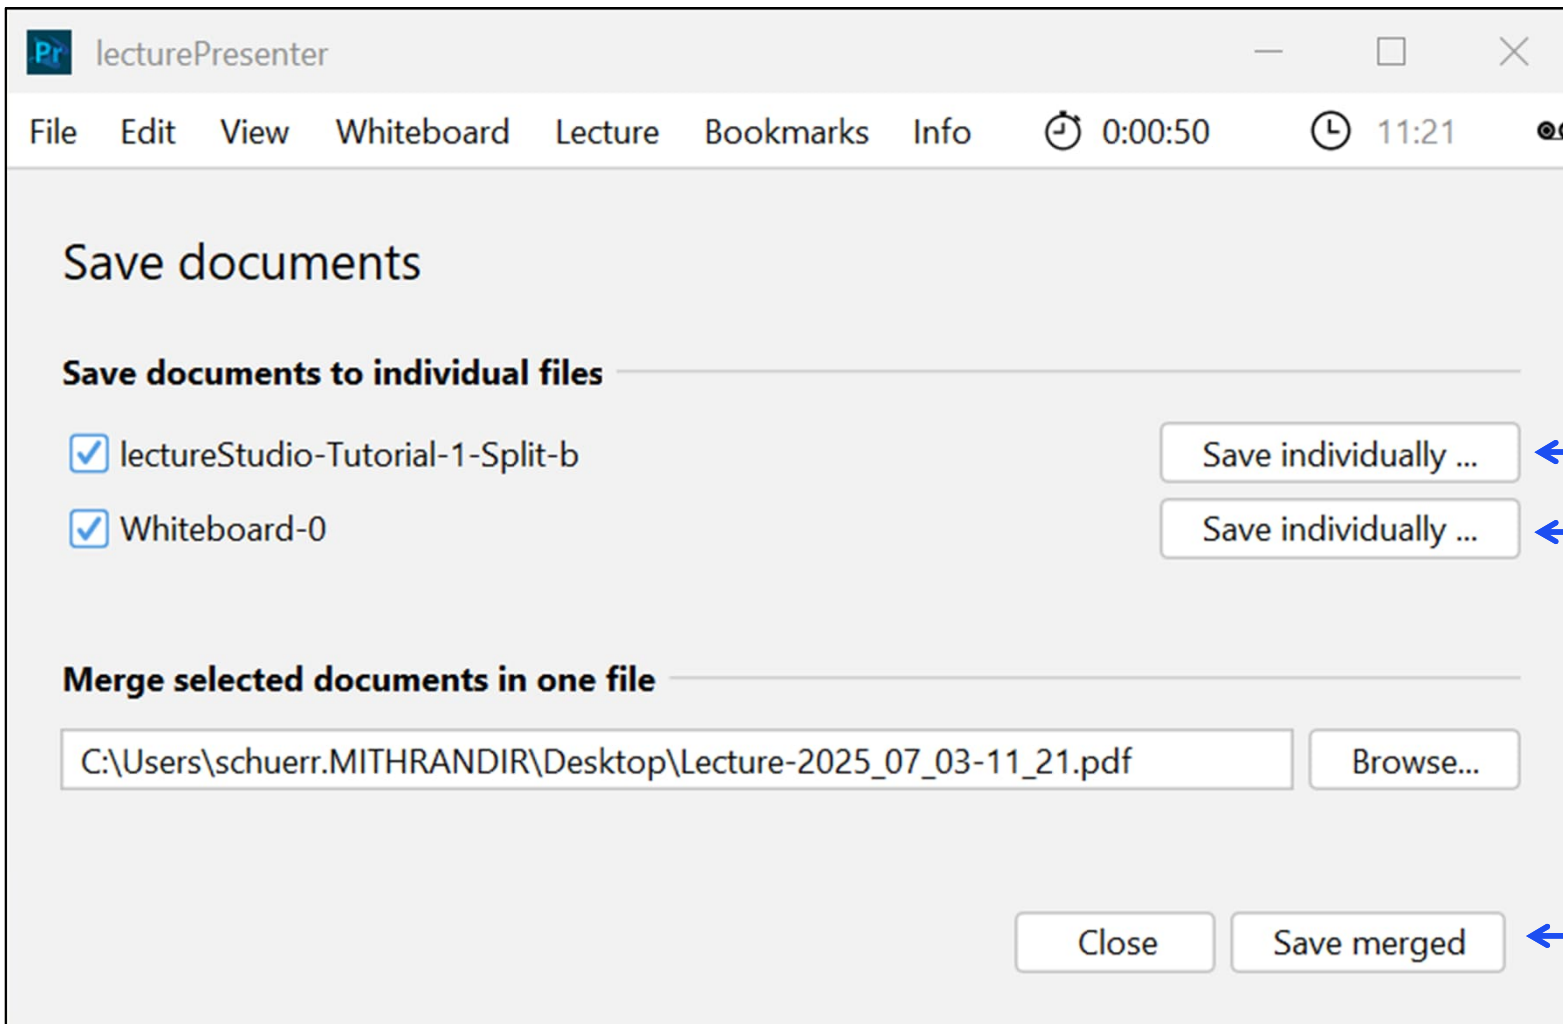 Pr lecturePresenter
File Edit View Whiteboard Lecture Bookmarks Info 0:00:50 11:21
Save documents
Save documents to individual files
lectureStudio-Tutorial-1-Split-b Save individually ...
Whiteboard-0 Save individually ...
Merge selected documents in one file
C:\Users\schuerr.MITHRANDIR\Desktop\Lecture-2025_07_03-11_21.pdf Browse...
Close Save merged